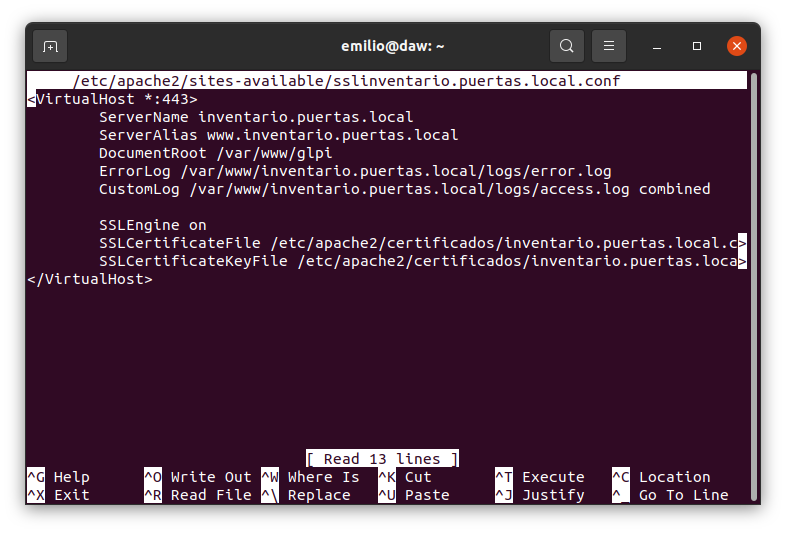 emilio@daw: ~
/etc/apache2/sites-available/sslinventario.puertas.local.conf
<VirtualHost *:443>
        ServerName inventario.puertas.local
        ServerAlias www.inventario.puertas.local
        DocumentRoot /var/www/glpi
        ErrorLog /var/www/inventario.puertas.local/logs/error.log
        CustomLog /var/www/inventario.puertas.local/logs/access.log combined

        SSLEngine on
        SSLCertificateFile /etc/apache2/certificados/inventario.puertas.local.c>
        SSLCertificateKeyFile /etc/apache2/certificados/inventario.puertas.loca>
</VirtualHost>
[ Read 13 lines ]
^G Help ^O Write Out ^W Where Is ^K Cut ^T Execute ^C Location
^X Exit ^R Read File ^\ Replace ^U Paste ^J Justify ^_ Go To Line